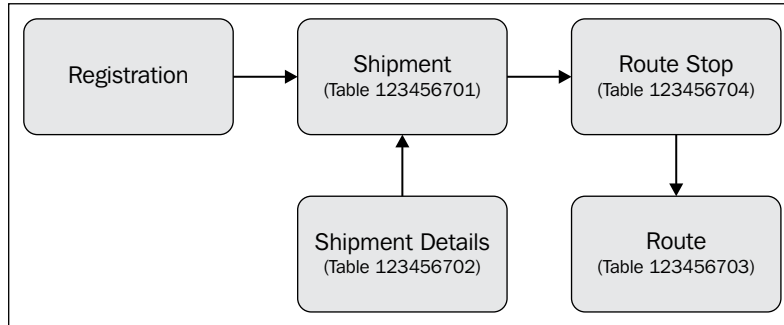 Registration
Shipment
(Table 123456701)
Route Stop
(Table 123456704)
Shipment Details
(Table 123456702)
Route
(Table 123456703)